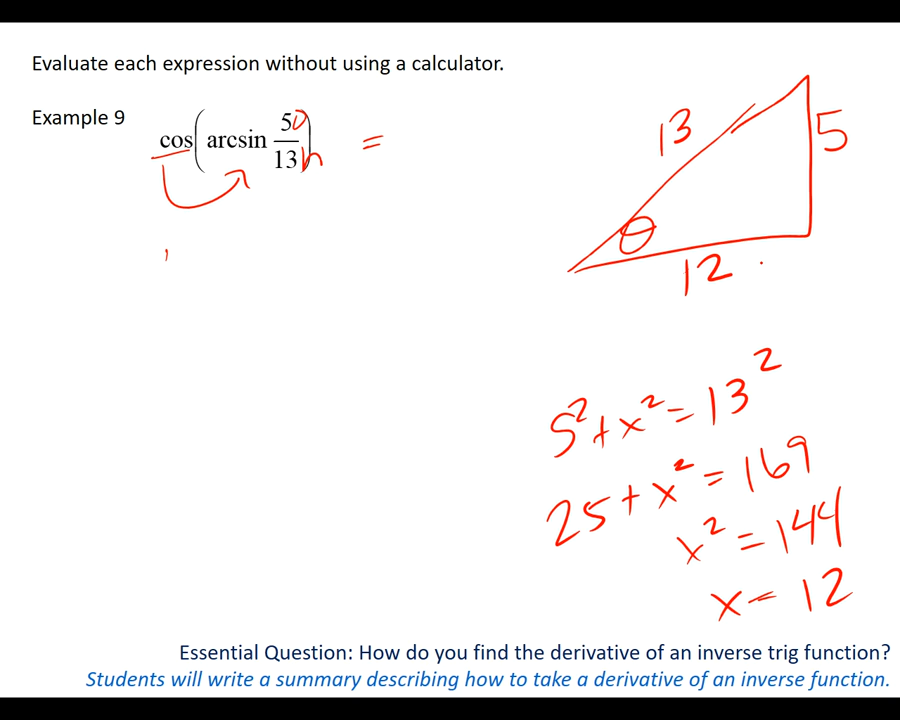 Evaluate each expression without using a calculator.
Example 9 cos(arcsin 5/13) =
o
h
13
5
θ
12
5² + x² = 13²
25 + x² = 169
x² = 144
x = 12
Essential Question: How do you find the derivative of an inverse trig function?
Students will write a summary describing how to take a derivative of an inverse function.